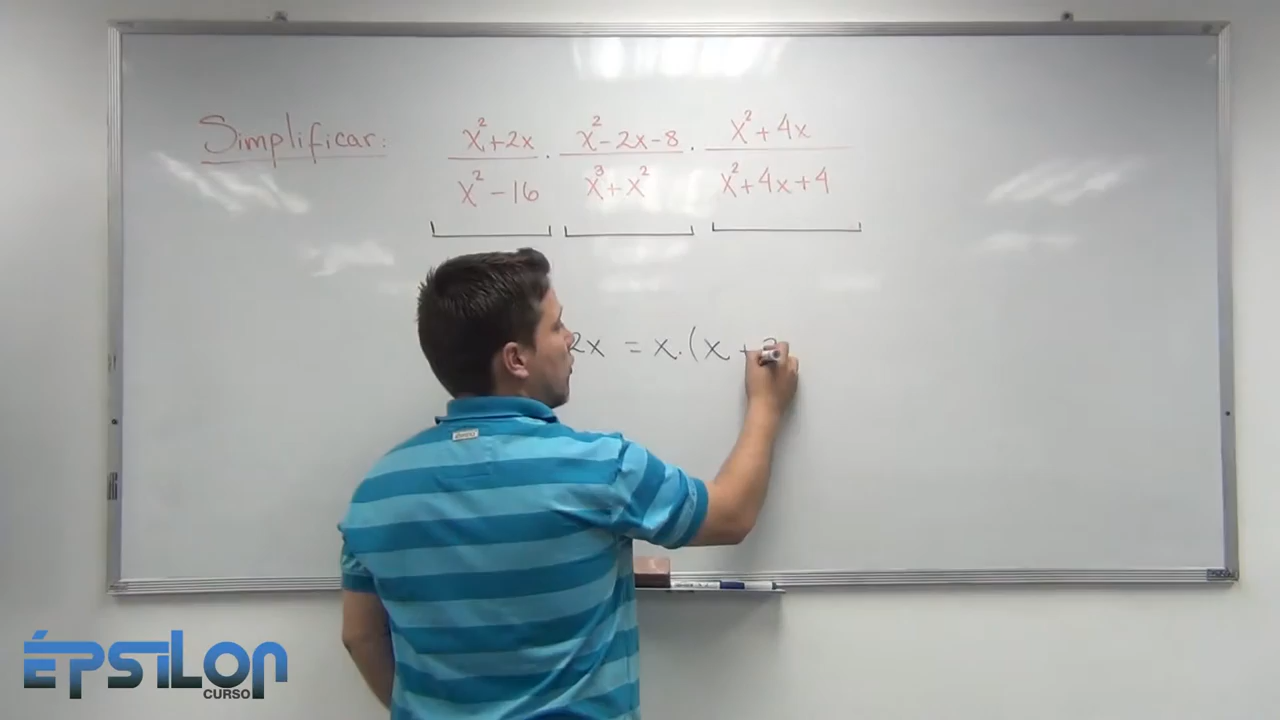 Simplificar: x²+2x / x²-16 · x²-2x-8 / x³+x² · x²+4x / x²+4x+4
2x = x.(x +
ÉPSILON
CURSO